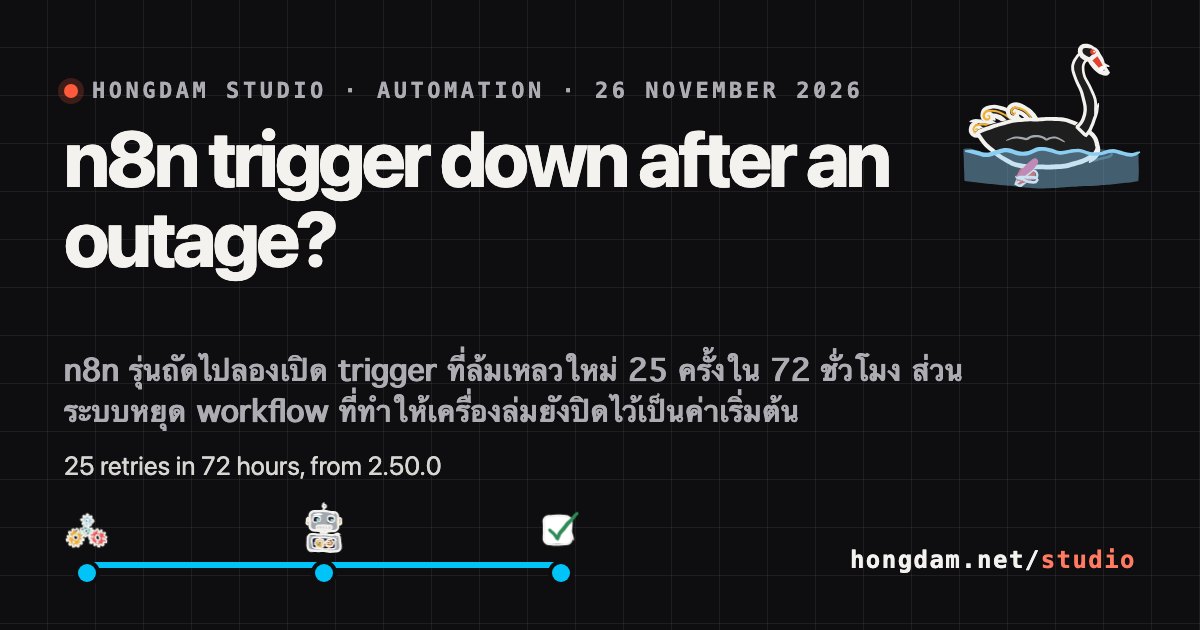 HONGDAM STUDIO · AUTOMATION · 26 NOVEMBER 2026
n8n trigger down after an
outage?
n8n รุ่นถัดไปลองเปิด trigger ที่ล้มเหลวใหม่ 25 ครั้งใน 72 ชั่วโมง ส่วน
ระบบหยุด workflow ที่ทำให้เครื่องล่มยังปิดไว้เป็นค่าเริ่มต้น
25 retries in 72 hours, from 2.50.0
hongdam.net/studio